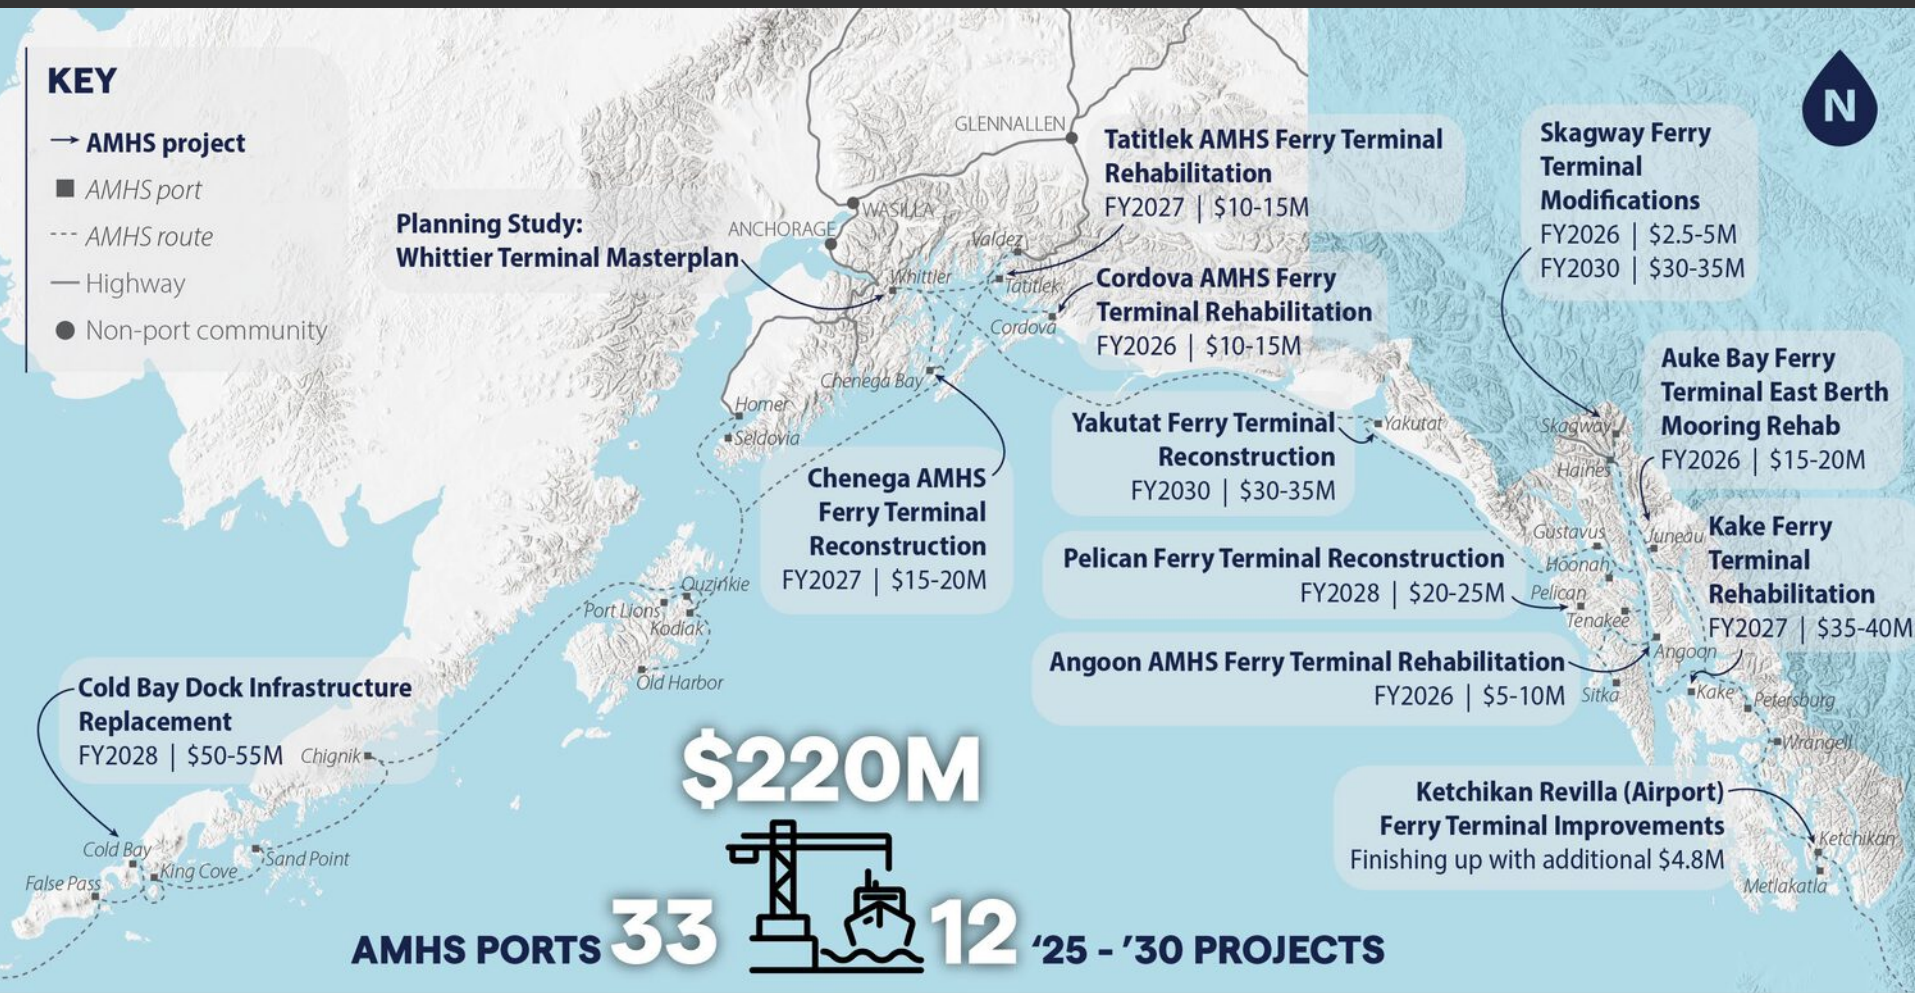 KEY
AMHS project
AMHS port
AMHS route
Highway
Non-port community
N
GLENNALLEN
WASILLA
ANCHORAGE
Valdez
Whittier
Tatitlek
Cordova
Chenega Bay
Homer
Seldovia
Ouzinkie
Port Lions
Kodiak
Old Harbor
Chignik
Sand Point
King Cove
Cold Bay
False Pass
Yakutat
Skagway
Haines
Gustavus
Juneau
Hoonah
Pelican
Tenakee
Angoon
Sitka
Kake
Petersburg
Wrangell
Ketchikan
Metlakatla
Planning Study:
Whittier Terminal Masterplan
Tatitlek AMHS Ferry Terminal
Rehabilitation
FY2027 | $10-15M
Cordova AMHS Ferry
Terminal Rehabilitation
FY2026 | $10-15M
Skagway Ferry
Terminal
Modifications
FY2026 | $2.5-5M
FY2030 | $30-35M
Auke Bay Ferry
Terminal East Berth
Mooring Rehab
FY2026 | $15-20M
Yakutat Ferry Terminal
Reconstruction
FY2030 | $30-35M
Chenega AMHS
Ferry Terminal
Reconstruction
FY2027 | $15-20M
Kake Ferry
Terminal
Rehabilitation
FY2027 | $35-40M
Pelican Ferry Terminal Reconstruction
FY2028 | $20-25M
Angoon AMHS Ferry Terminal Rehabilitation
FY2026 | $5-10M
Cold Bay Dock Infrastructure
Replacement
FY2028 | $50-55M
Ketchikan Revilla (Airport)
Ferry Terminal Improvements
Finishing up with additional $4.8M
$220M
AMHS PORTS 33
12 ‘25 - ’30 PROJECTS